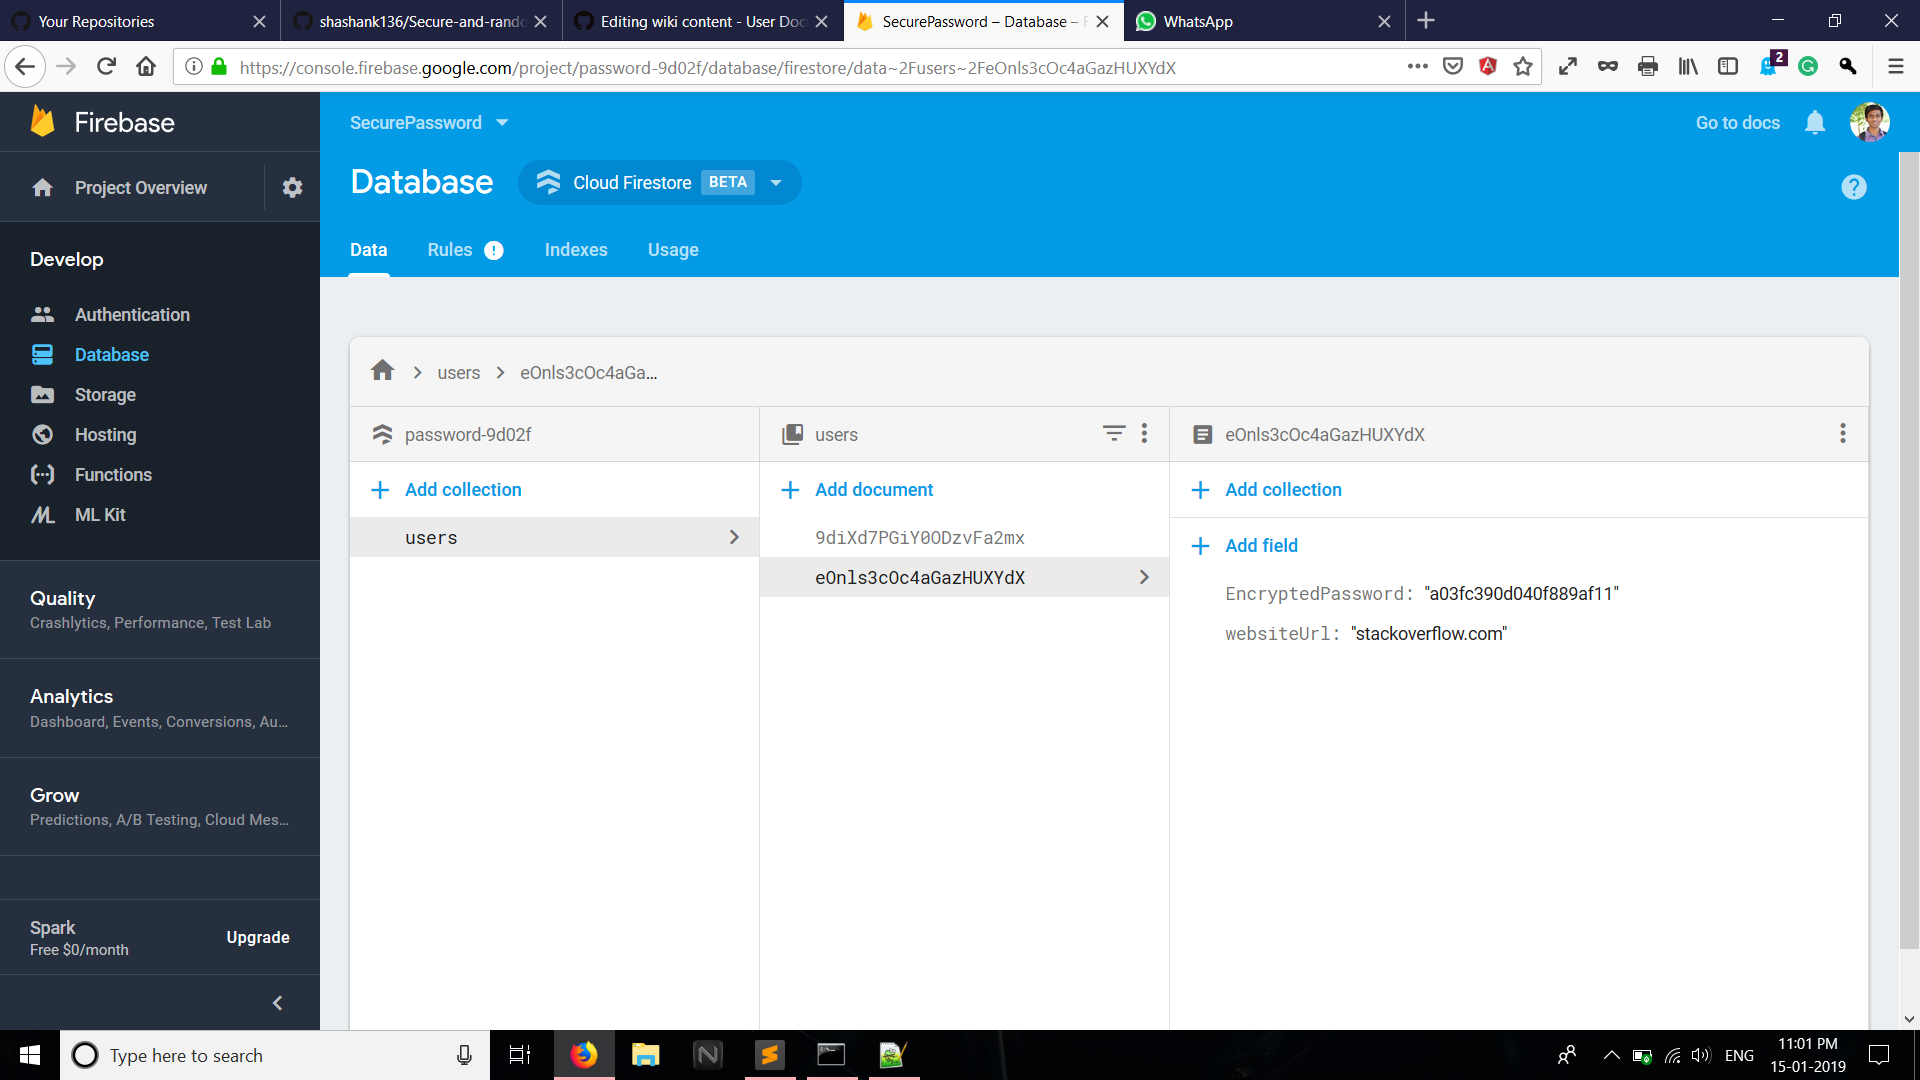 Your Repositories
shashank136/Secure-and-rando
Editing wiki content - User Doc
SecurePassword – Database – F
WhatsApp
https://console.firebase.google.com/project/password-9d02f/database/firestore/data~2Fusers~2FeOnls3cOc4aGazHUXYdX
2
Firebase
SecurePassword
Go to docs
Project Overview
Database
Cloud Firestore BETA
Data
Rules
Indexes
Usage
Develop
Authentication
Database
Storage
Hosting
Functions
ML Kit
Quality
Crashlytics, Performance, Test Lab
Analytics
Dashboard, Events, Conversions, Au...
Grow
Predictions, A/B Testing, Cloud Mes...
Spark
Free $0/month
Upgrade
users
eOnls3cOc4aGa...
password-9d02f
users
eOnls3cOc4aGazHUXYdX
Add collection
Add document
Add collection
users
9diXd7PGiY0ODzvFa2mx
eOnls3cOc4aGazHUXYdX
Add field
EncryptedPassword: "a03fc390d040f889af11"
websiteUrl: "stackoverflow.com"
Type here to search
ENG
11:01 PM
15-01-2019